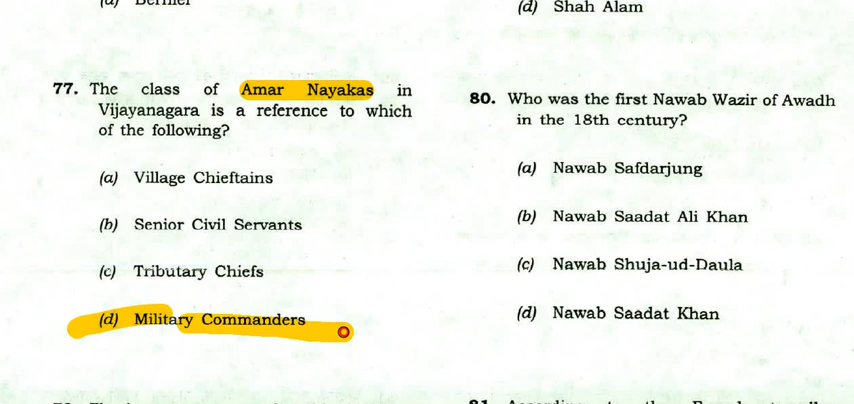 (d) Shah Alam
77. The class of Amar Nayakas in
Vijayanagara is a reference to which
of the following?
(a) Village Chieftains
(b) Senior Civil Servants
(c) Tributary Chiefs
(d) Military Commanders
80. Who was the first Nawab Wazir of Awadh
in the 18th century?
(a) Nawab Safdarjung
(b) Nawab Saadat Ali Khan
(c) Nawab Shuja-ud-Daula
(d) Nawab Saadat Khan